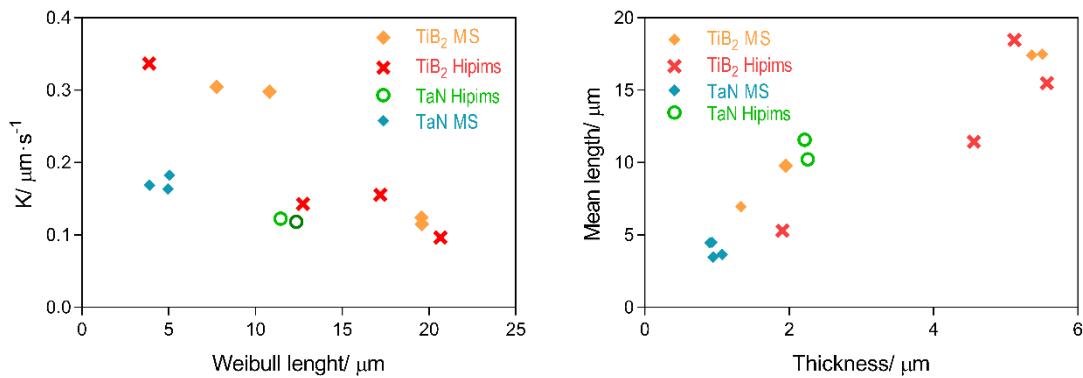 0.4
0.3
0.2
0.1
0.0
K/ μm·s⁻¹
TiB₂ MS
TiB₂ Hipims
TaN Hipims
TaN MS
0 5 10 15 20 25
Weibull lenght/ μm
20
15
10
5
0
Mean length/ μm
TiB₂ MS
TiB₂ Hipims
TaN MS
TaN Hipims
0 2 4 6
Thickness/ μm